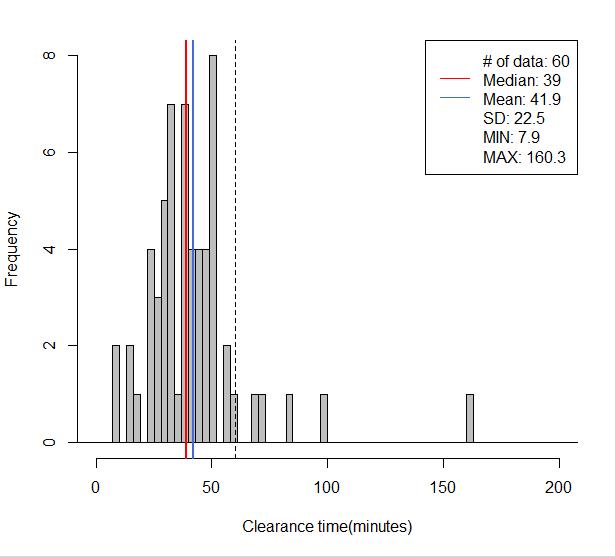 # of data: 60
Median: 39
Mean: 41.9
SD: 22.5
MIN: 7.9
MAX: 160.3
Frequency
8
6
4
2
0
0 50 100 150 200
Clearance time(minutes)